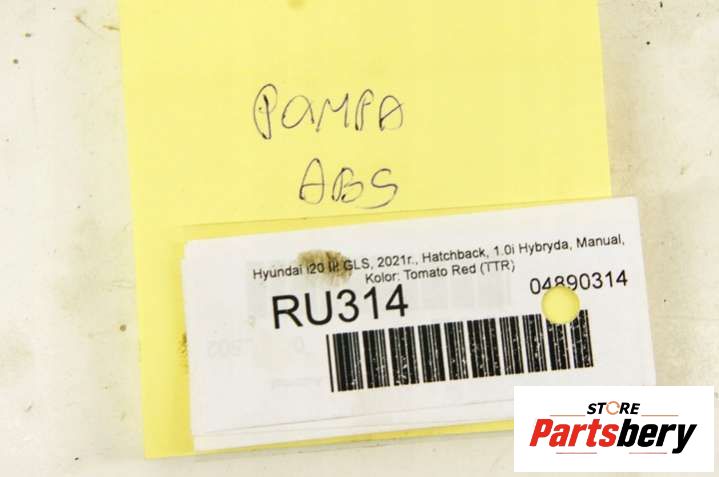 POMPA
ABS
Hyundai i20 III GLS, 2021r., Hatchback, 1.0i Hybryda, Manual,
Kolor: Tomato Red (TTR)
RU314
04890314
STORE
Partsbery